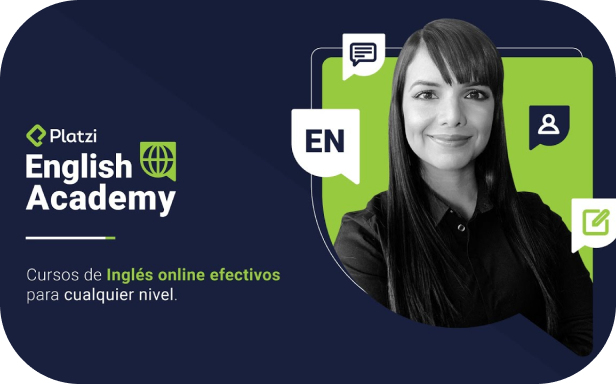 Platzi
English
Academy
EN
Cursos de Inglés online efectivos
para cualquier nivel.